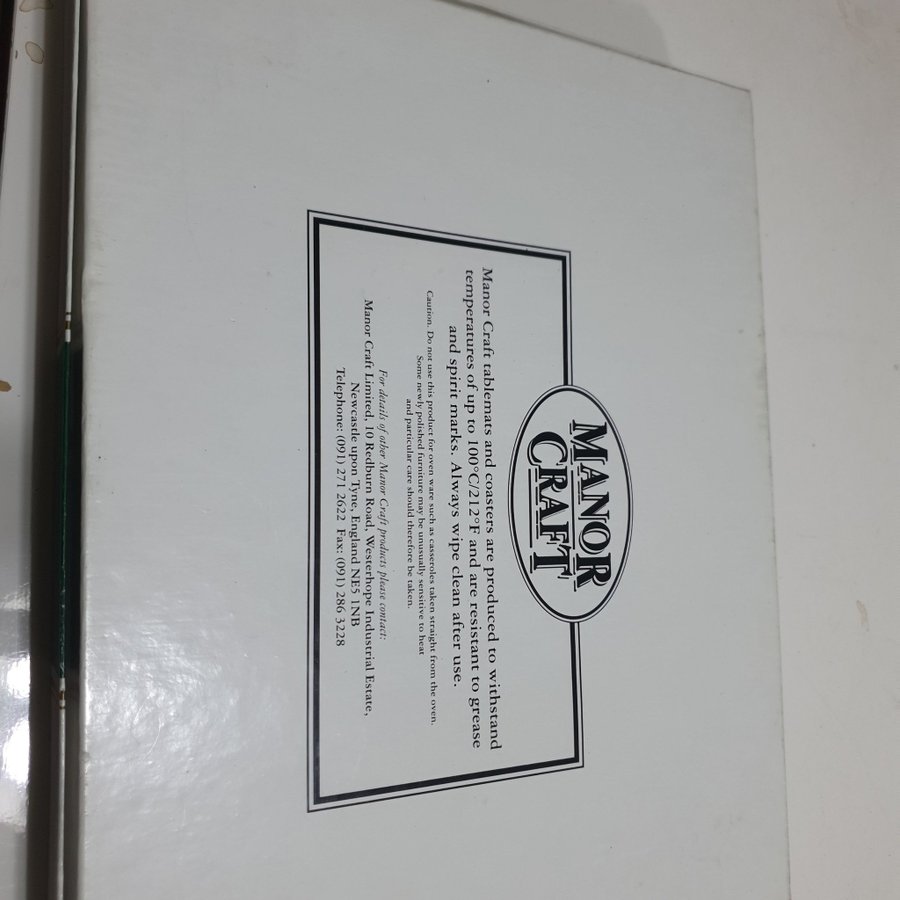 MANOR
CRAFT
Manor Craft tablemats and coasters are produced to withstand
temperatures of up to 100°C/212°F and are resistant to grease
and spirit marks. Always wipe clean after use.
Caution. Do not use this product for oven ware such as casseroles taken straight from the oven.
Some newly polished furniture may be unusually sensitive to heat
and particular care should therefore be taken.
For details of other Manor Craft products please contact:
Manor Craft Limited, 10 Redburn Road, Westerhope Industrial Estate,
Newcastle upon Tyne, England NE5 1NB
Telephone: (091) 271 2622 Fax: (091) 286 3228